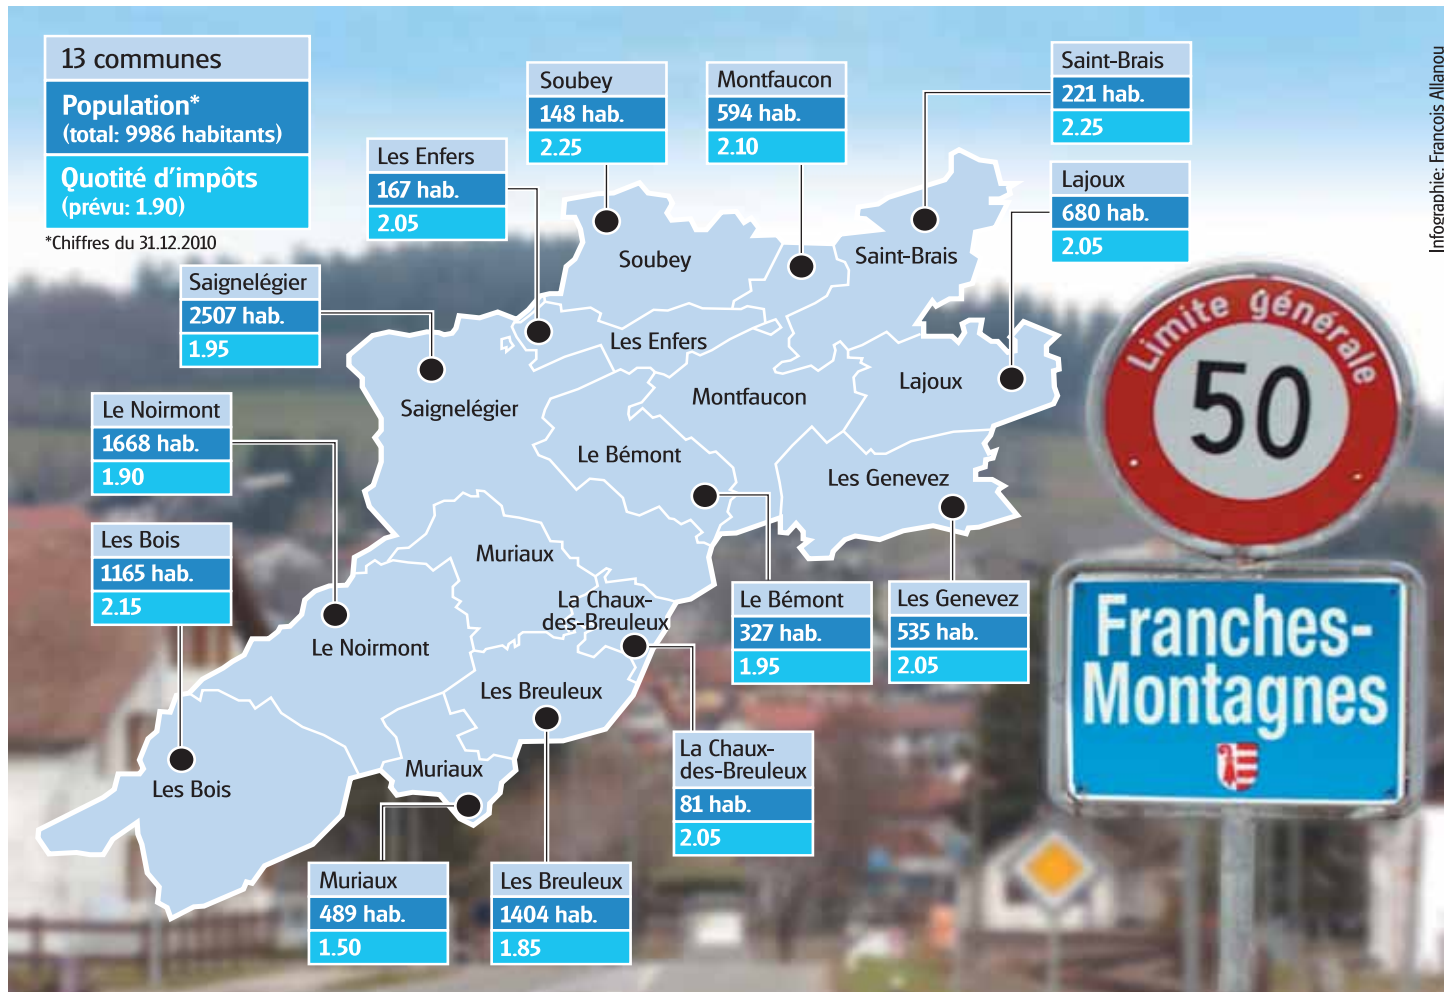 13 communes
Population*
(total: 9986 habitants)
Quotité d'impôts
(prévu: 1.90)
*Chiffres du 31.12.2010
Soubey
148 hab.
2.25
Montfaucon
594 hab.
2.10
Saint-Brais
221 hab.
2.25
Les Enfers
167 hab.
2.05
Lajoux
680 hab.
2.05
Saignelégier
2507 hab.
1.95
Le Noirmont
1668 hab.
1.90
Les Bois
1165 hab.
2.15
Soubey
Saint-Brais
Les Enfers
Lajoux
Montfaucon
Saignelégier
Le Bémont
Les Genevez
Muriaux
La Chaux-
des-Breuleux
Le Noirmont
Les Breuleux
Muriaux
Les Bois
Le Bémont
327 hab.
1.95
Les Genevez
535 hab.
2.05
La Chaux-
des-Breuleux
81 hab.
2.05
Muriaux
489 hab.
1.50
Les Breuleux
1404 hab.
1.85
Limite générale
50
Franches-
Montagnes
Infographie: François Allanou